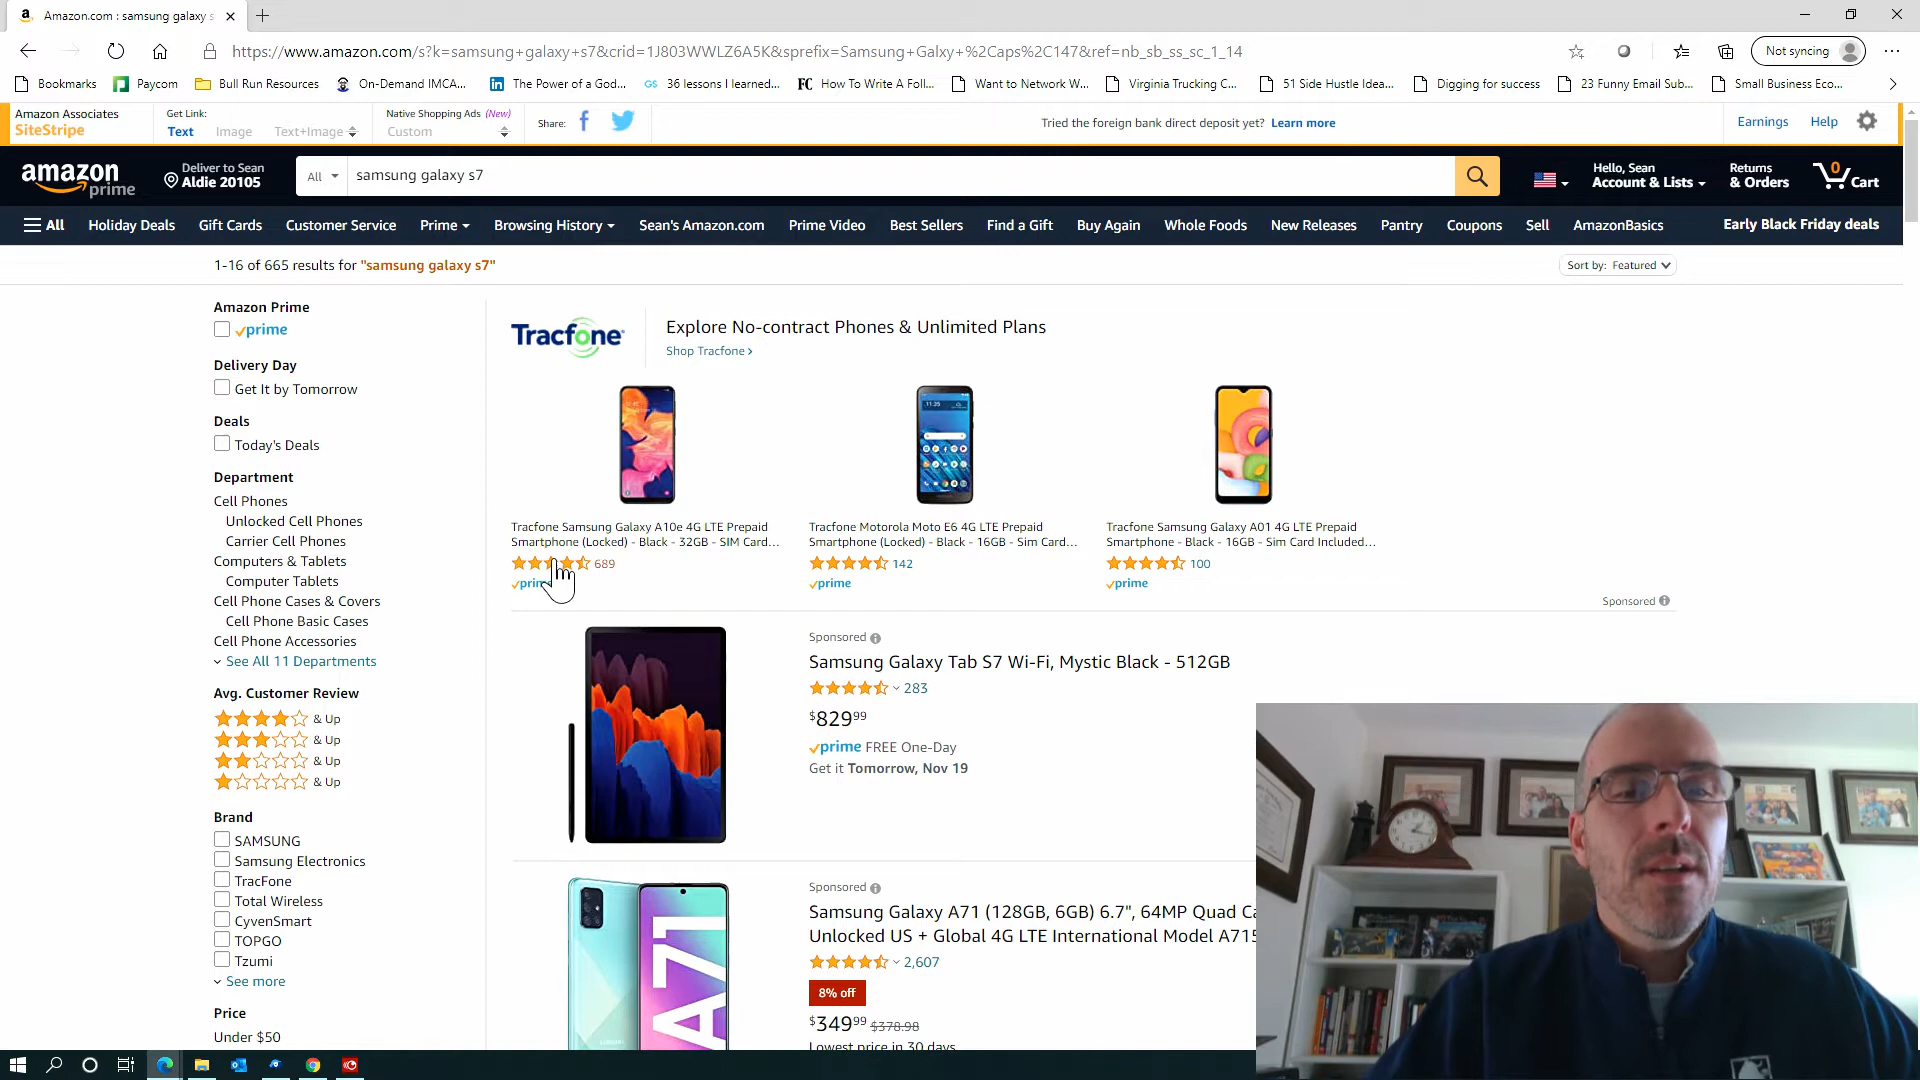 Amazon.com : samsung galaxy s
https://www.amazon.com/s?k=samsung+galaxy+s7&crid=1J803WWLZ6A5K&sprefix=Samsung+Galxy+%2Caps%2C147&ref=nb_sb_ss_sc_1_14
Not syncing
Bookmarks Paycom Bull Run Resources On-Demand IMCA... The Power of a God... 36 lessons I learned... How To Write A Foll... Want to Network W... Virginia Trucking C... 51 Side Hustle Idea... Digging for success 23 Funny Email Sub... Small Business Eco...
Amazon Associates
SiteStripe
Get Link:
Text Image Text+Image
Native Shopping Ads (New)
Custom
Share:
Tried the foreign bank direct deposit yet? Learn more
Earnings Help
amazon prime
Deliver to Sean
Aldie 20105
All samsung galaxy s7
Hello, Sean
Account & Lists
Returns
& Orders
0
Cart
All Holiday Deals Gift Cards Customer Service Prime Browsing History Sean's Amazon.com Prime Video Best Sellers Find a Gift Buy Again Whole Foods New Releases Pantry Coupons Sell AmazonBasics Early Black Friday deals
1-16 of 665 results for "samsung galaxy s7"
Sort by: Featured
Amazon Prime
prime
Delivery Day
Get It by Tomorrow
Deals
Today's Deals
Department
Cell Phones
Unlocked Cell Phones
Carrier Cell Phones
Computers & Tablets
Computer Tablets
Cell Phone Cases & Covers
Cell Phone Basic Cases
Cell Phone Accessories
See All 11 Departments
Avg. Customer Review
& Up
& Up
& Up
& Up
Brand
SAMSUNG
Samsung Electronics
TracFone
Total Wireless
CyvenSmart
TOPGO
Tzumi
See more
Price
Under $50
Tracfone
Explore No-contract Phones & Unlimited Plans
Shop Tracfone ›
Tracfone Samsung Galaxy A10e 4G LTE Prepaid
Smartphone (Locked) - Black - 32GB - SIM Card...
689
prime
Tracfone Motorola Moto E6 4G LTE Prepaid
Smartphone (Locked) - Black - 16GB - Sim Card...
142
prime
Tracfone Samsung Galaxy A01 4G LTE Prepaid
Smartphone - Black - 16GB - Sim Card Included...
100
prime
Sponsored
Sponsored
Samsung Galaxy Tab S7 Wi-Fi, Mystic Black - 512GB
283
$829 99
prime FREE One-Day
Get it Tomorrow, Nov 19
Sponsored
Samsung Galaxy A71 (128GB, 6GB) 6.7", 64MP Quad Ca
Unlocked US + Global 4G LTE International Model A715
2,607
8% off
$349 99 $378.98
Lowest price in 30 days
A71